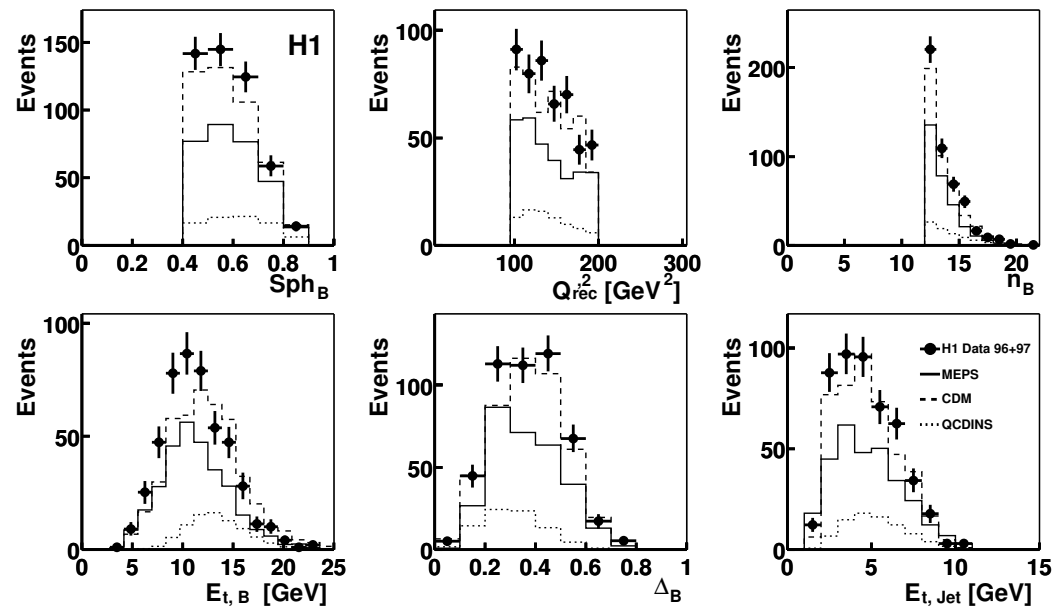 H1
Events
150
100
50
0
0 0.2 0.4 0.6 0.8 1
Sph_B
Events
100
50
0
100 200 300
Q'^2_rec [GeV^2]
Events
200
100
0
0 5 10 15 20
n_B
Events
100
50
0
0 5 10 15 20 25
E_t, B [GeV]
Events
100
50
0
0 0.2 0.4 0.6 0.8 1
Δ_B
Events
100
50
0
0 5 10 15
E_t, Jet [GeV]
H1 Data 96+97
MEPS
CDM
QCDINS